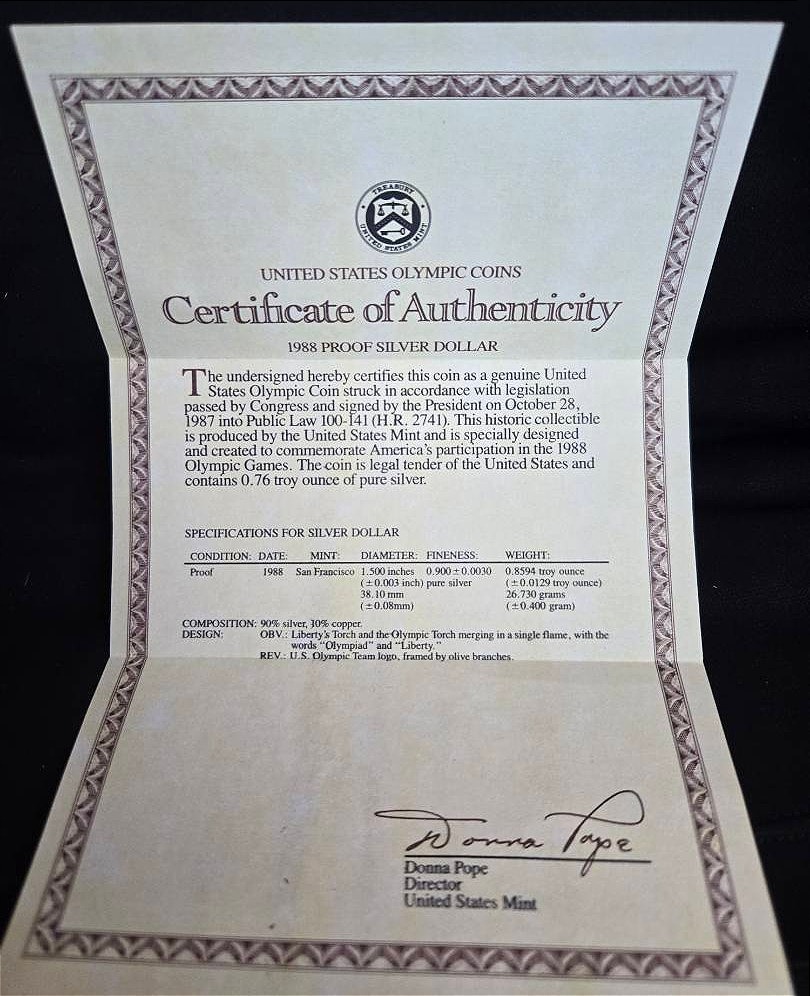 TREASURY
UNITED STATES MINT
UNITED STATES OLYMPIC COINS
Certificate of Authenticity
1988 PROOF SILVER DOLLAR
The undersigned hereby certifies this coin as a genuine United
States Olympic Coin struck in accordance with legislation
passed by Congress and signed by the President on October 28,
1987 into Public Law 100-141 (H.R. 2741). This historic collectible
is produced by the United States Mint and is specially designed
and created to commemorate America's participation in the 1988
Olympic Games. The coin is legal tender of the United States and
contains 0.76 troy ounce of pure silver.
SPECIFICATIONS FOR SILVER DOLLAR
CONDITION: DATE: MINT: DIAMETER: FINENESS: WEIGHT:
Proof 1988 San Francisco 1.500 inches 0.900±0.0030 0.8594 troy ounce
(±0.003 inch) pure silver (±0.0129 troy ounce)
38.10 mm 26.730 grams
(±0.08mm) (±0.400 gram)
COMPOSITION: 90% silver, 10% copper.
DESIGN: OBV.: Liberty's Torch and the Olympic Torch merging in a single flame, with the
words "Olympiad" and "Liberty."
REV.: U.S. Olympic Team logo, framed by olive branches.
Donna Pope
Donna Pope
Director
United States Mint